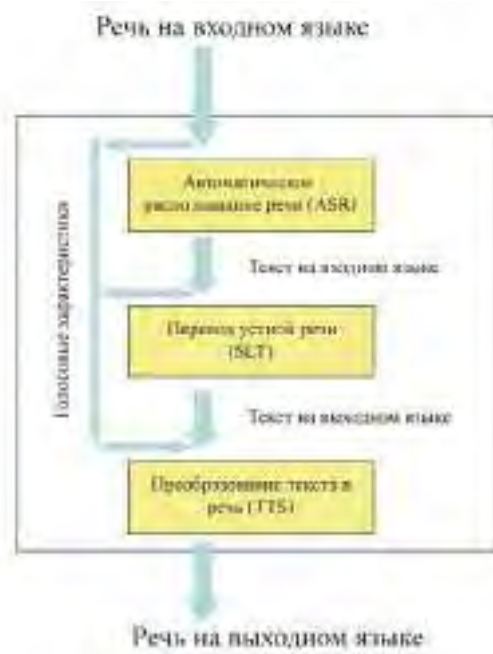 Речь на входном языке
Голосовые характеристики
Автоматическое
распознавание речи (ASR)
Текст на входном языке
Перевод устной речи
(SLT)
Текст на выходном языке
Преобразование текста в
речь (TTS)
Речь на выходном языке